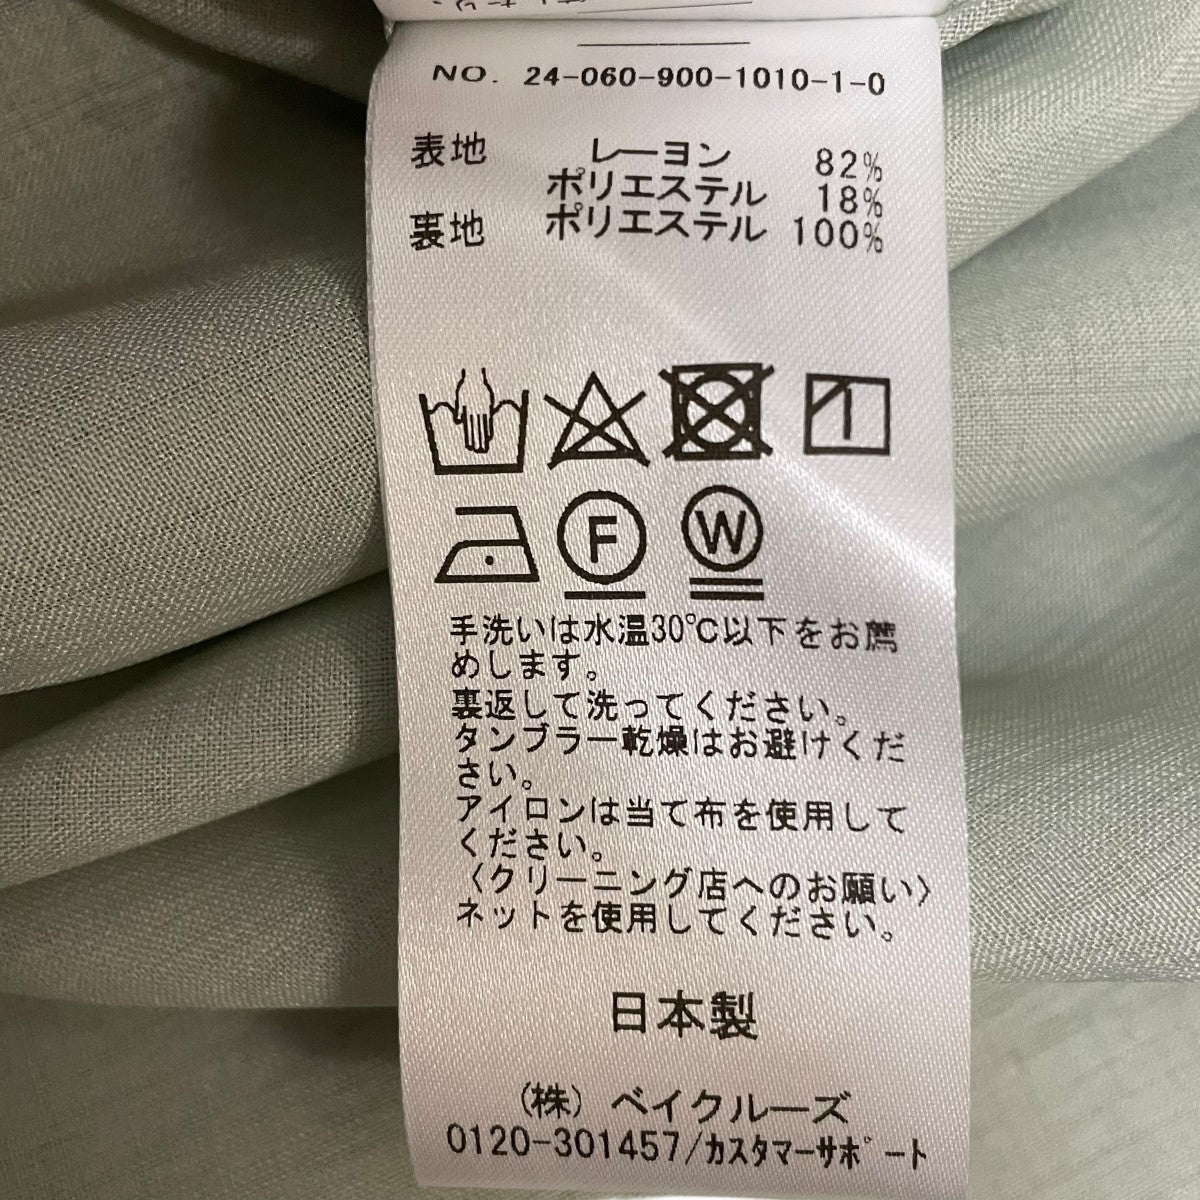 NO. 24-060-900-1010-1-0
表地 レーヨン 82%
ポリエステル 18%
裏地 ポリエステル 100%
F W
手洗いは水温30℃以下をお薦
めします。
裏返して洗ってください。
タンブラー乾燥はお避けくだ
さい。
アイロンは当て布を使用して
ください。
〈クリーニング店へのお願い〉
ネットを使用してください。
日本製
(株) ベイクルーズ
0120-301457/カスタマーサポート